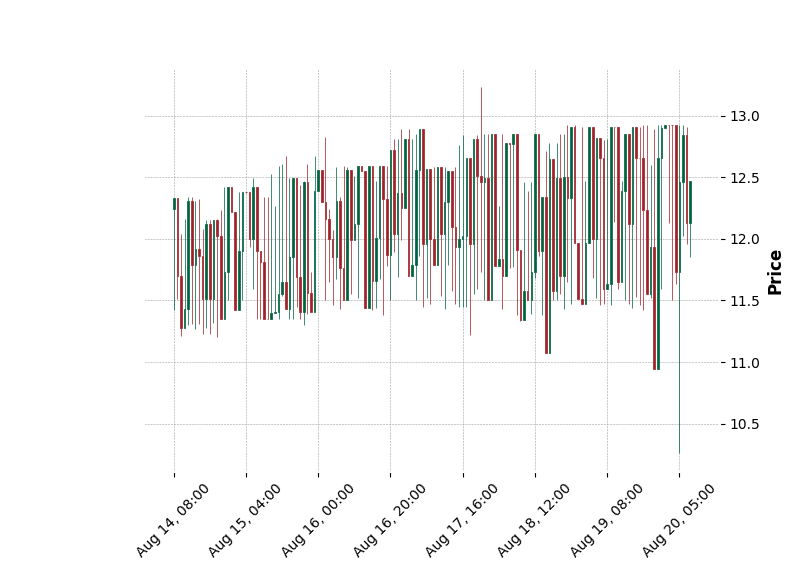 13.0
12.5
12.0
11.5
11.0
10.5
Price
Aug 14, 08:00
Aug 15, 04:00
Aug 16, 00:00
Aug 16, 20:00
Aug 17, 16:00
Aug 18, 12:00
Aug 19, 08:00
Aug 20, 05:00